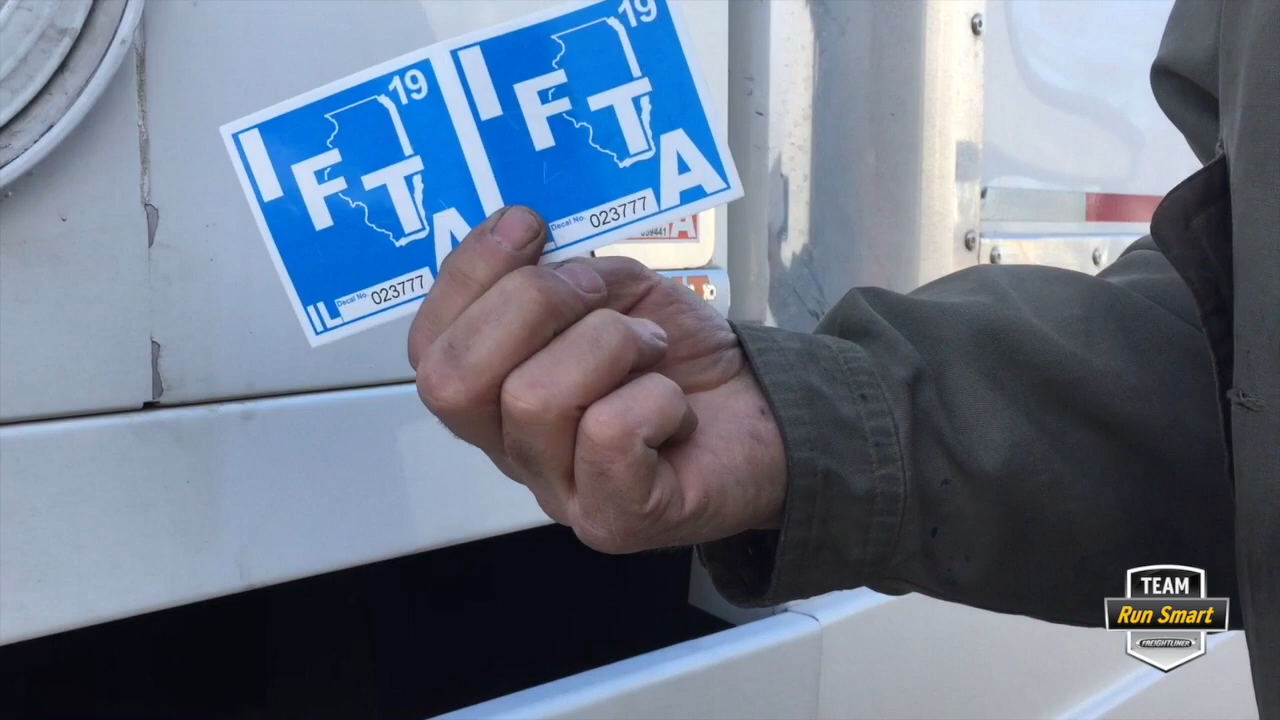 19
IFTA
IL Decal No. 023777
19
IFTA
Decal No. 023777
A
TEAM
Run Smart
FREIGHTLINER